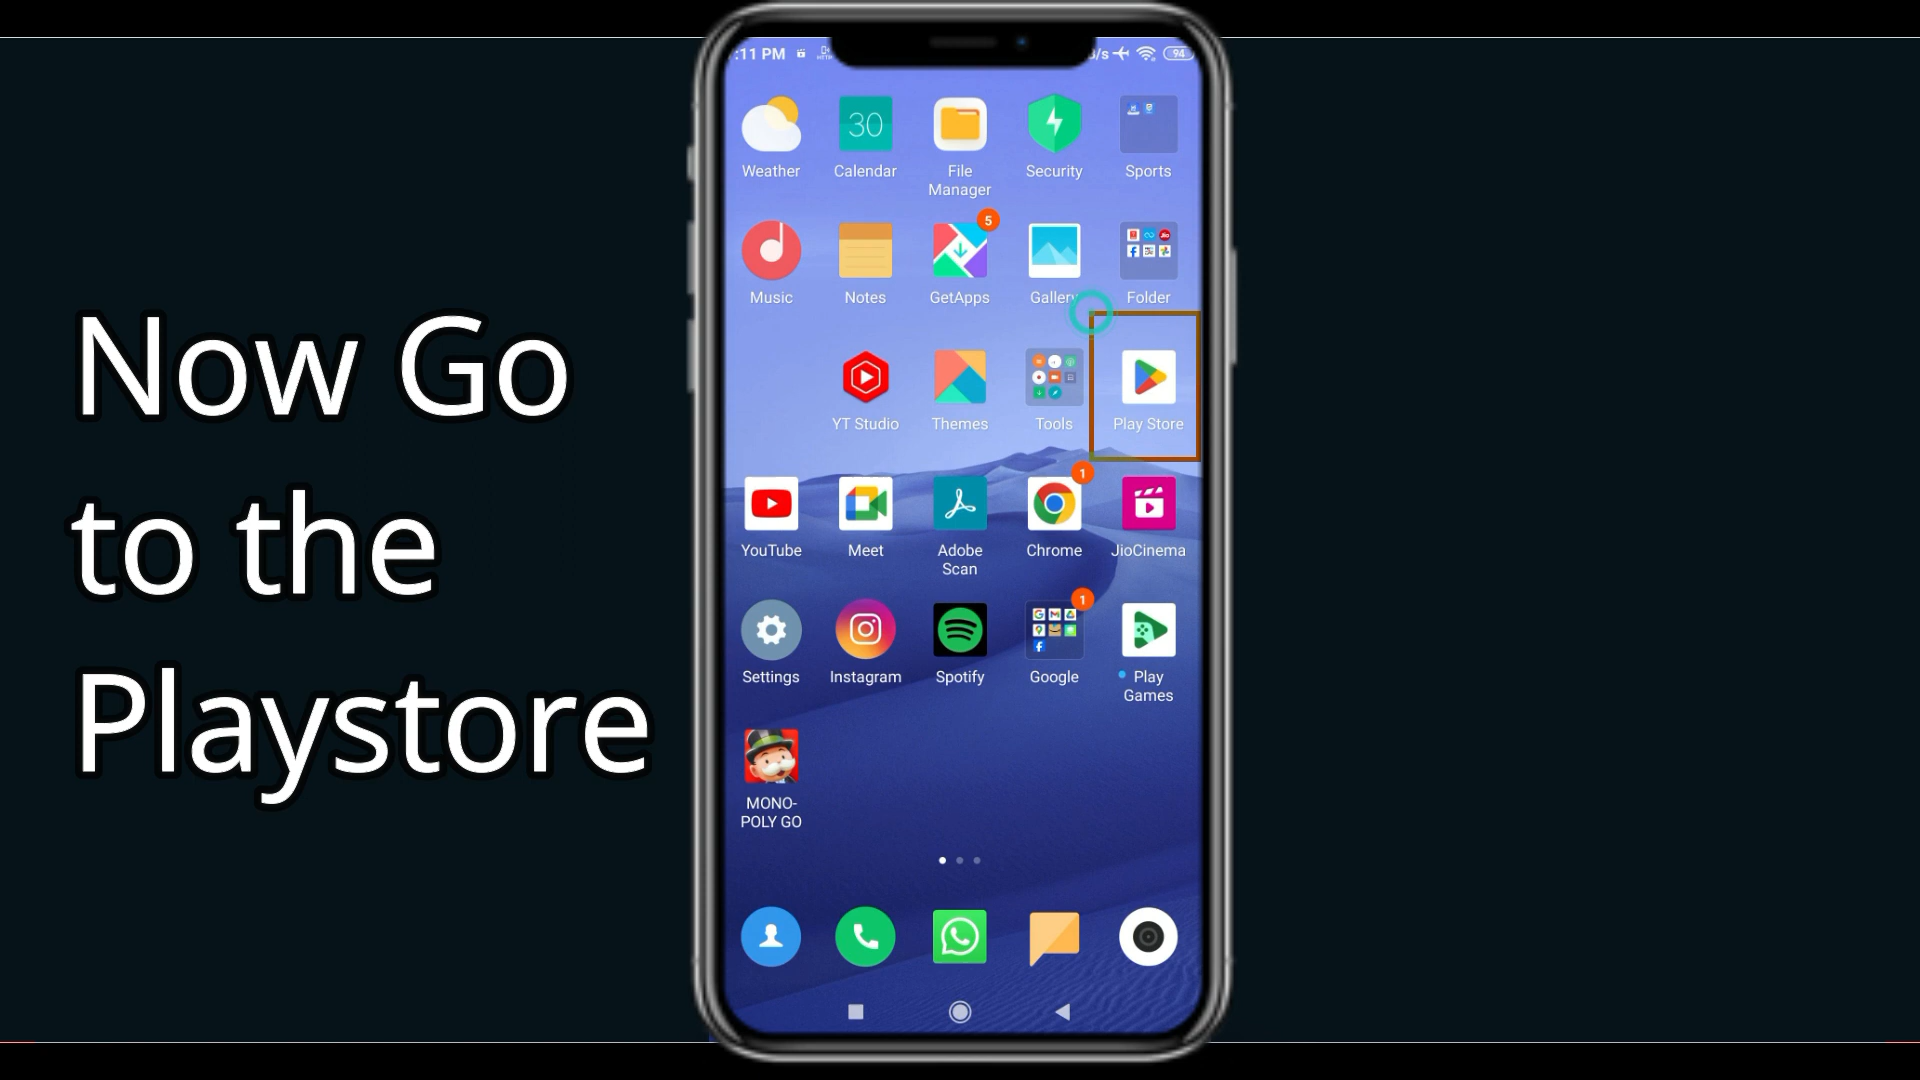 Now Go
to the
Playstore
:11 PM
/s
94
30
Weather
Calendar
File
Manager
Security
Sports
5
Music
Notes
GetApps
Gallery
Folder
YT Studio
Themes
Tools
Play Store
1
YouTube
Meet
Adobe
Scan
Chrome
JioCinema
1
Settings
Instagram
Spotify
Google
Play
Games
MONO-
POLY GO